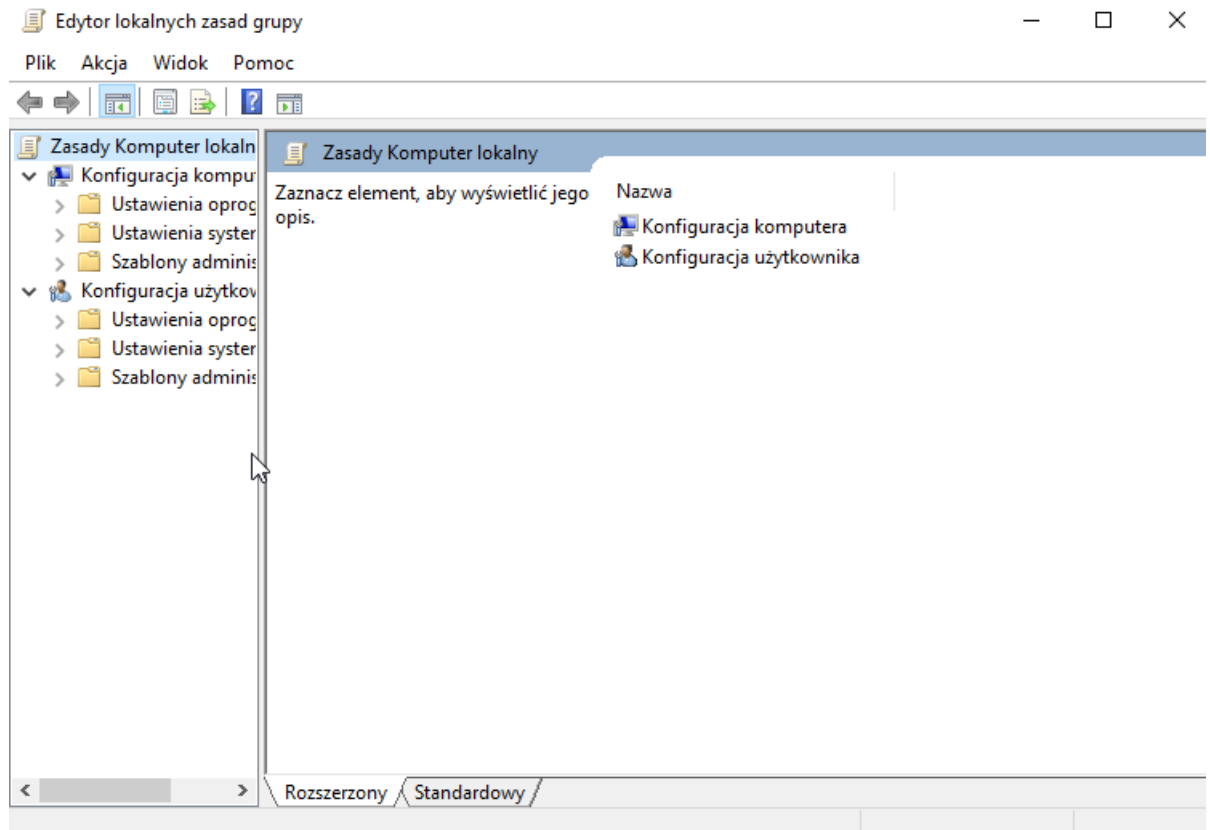 Edytor lokalnych zasad grupy
Plik Akcja Widok Pomoc
Zasady Komputer lokaln
Konfiguracja kompu
Ustawienia oprog
Ustawienia syster
Szablony adminis
Konfiguracja użytkov
Ustawienia oprog
Ustawienia syster
Szablony adminis
Zasady Komputer lokalny
Zaznacz element, aby wyświetlić jego
opis.
Nazwa
Konfiguracja komputera
Konfiguracja użytkownika
Rozszerzony Standardowy